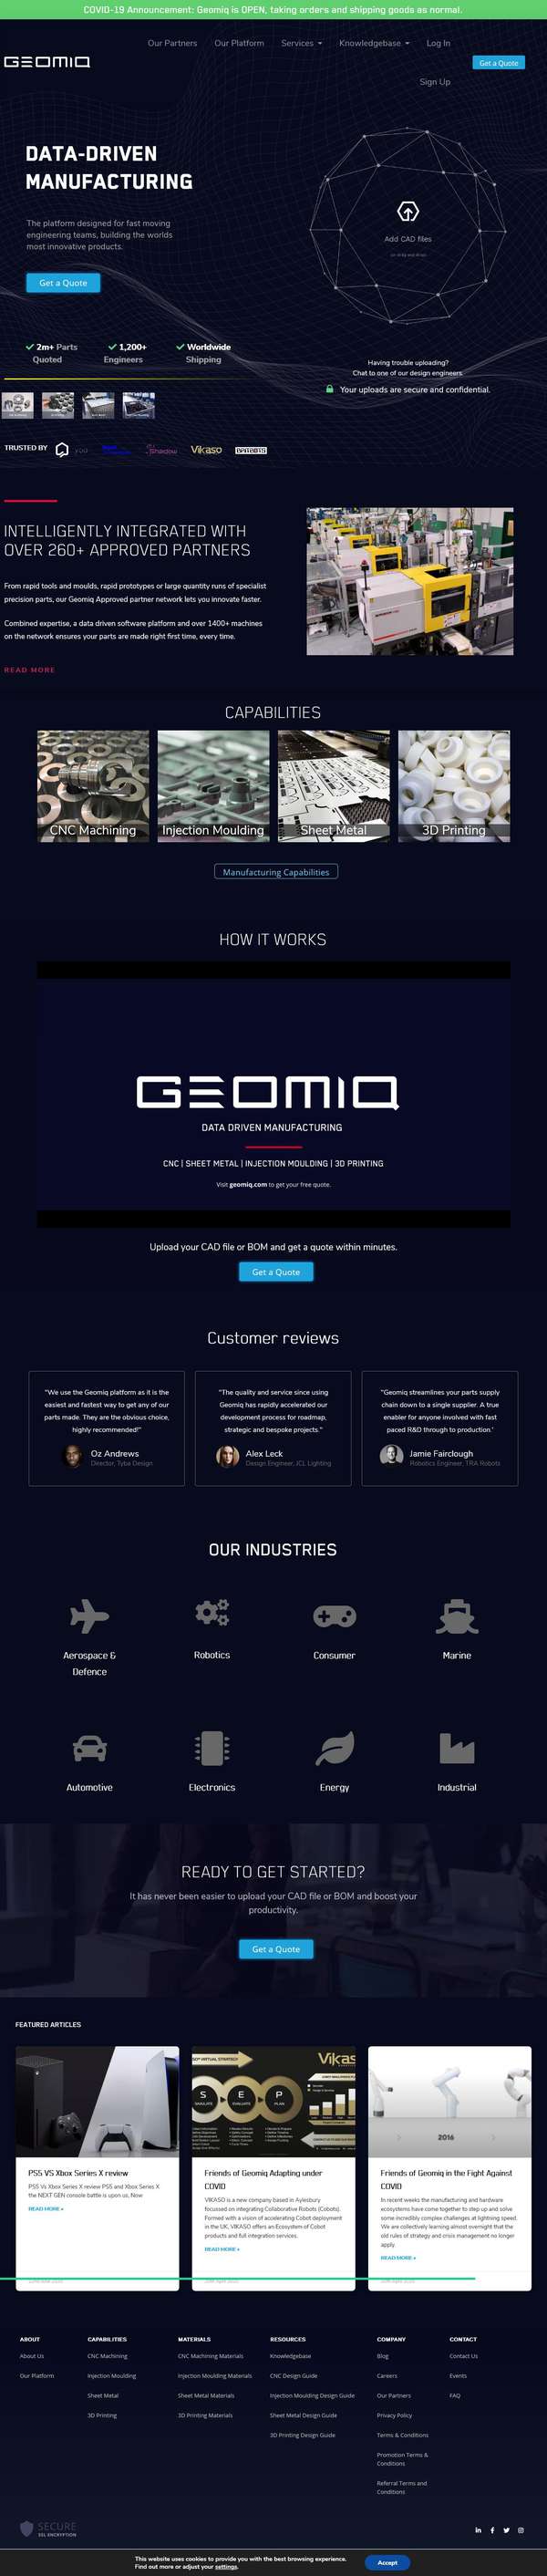 COVID-19 Announcement: Geomiq is OPEN, taking orders and shipping goods as normal.
Our Partners Our Platform Services Knowledgebase Log In
GEOMIQ
Get a Quote
Sign Up
DATA-DRIVEN
MANUFACTURING
The platform designed for fast moving
engineering teams, building the worlds
most innovative products.
Get a Quote
Add CAD files
2m+ Parts
Quoted
1,200+
Engineers
Worldwide
Shipping
Having trouble uploading?
Chat to one of our design engineers
Your uploads are secure and confidential.
TRUSTED BY
Shadow
Vikaso
INTELLIGENTLY INTEGRATED WITH
OVER 260+ APPROVED PARTNERS
From rapid tools and moulds, rapid prototypes or large quantity runs of specialist
precision parts, our Geomiq Approved partner network lets you innovate faster.
Combined expertise, a data driven software platform and over 1400+ machines
on the network ensures your parts are made right first time, every time.
READ MORE
CAPABILITIES
CNC Machining
Injection Moulding
Sheet Metal
3D Printing
Manufacturing Capabilities
HOW IT WORKS
GEOMIQ
DATA DRIVEN MANUFACTURING
CNC | SHEET METAL | INJECTION MOULDING | 3D PRINTING
Visit geomiq.com to get your free quote.
Upload your CAD file or BOM and get a quote within minutes.
Get a Quote
Customer reviews
"We use the Geomiq platform as it is the
easiest and fastest way to get any of our
parts made. They are the obvious choice,
highly recommended!"
Oz Andrews
Director, Tyba Design
"The quality and service since using
Geomiq has rapidly accelerated our
development process for roadmap,
strategic and bespoke projects."
Alex Leck
Design Engineer, JCL Lighting
"Geomiq streamlines your parts supply
chain down to a single supplier. A true
enabler for anyone involved with fast
paced R&D through to production."
Jamie Fairclough
Robotics Engineer, TRIA Robots
OUR INDUSTRIES
Aerospace &
Defence
Robotics
Consumer
Marine
Automotive
Electronics
Energy
Industrial
READY TO GET STARTED?
It has never been easier to upload your CAD file or BOM and boost your
productivity.
Get a Quote
FEATURED ARTICLES
PS5 VS Xbox Series X review
PS5 Vs Xbox Series X review PS5 and Xbox Series X
the NEXT GEN console battle is upon us. Now
READ MORE »
Vikas
S E P
Friends of Geomiq Adapting under
COVID
VIKASO is a new company based in Aylesbury
focussed on integrating Collaborative Robots (Cobots).
Formed with a vision of accelerating Cobot deployment
in the UK, VIKASO offers an Ecosystem of Cobot
products and full integration services.
READ MORE »
2016
Friends of Geomiq in the Fight Against
COVID
In recent weeks the manufacturing and hardware
ecosystems have come together to step up and solve
some incredibly complex challenges at lightning speed.
We are collectively learning almost overnight that the
old rules of strategy and crisis management no longer
apply.
READ MORE »
ABOUT
About Us
Our Platform
CAPABILITIES
CNC Machining
Injection Moulding
Sheet Metal
3D Printing
MATERIALS
CNC Machining Materials
Injection Moulding Materials
Sheet Metal Materials
3D Printing Materials
RESOURCES
Knowledgebase
CNC Design Guide
Injection Moulding Design Guide
Sheet Metal Design Guide
3D Printing Design Guide
COMPANY
Blog
Careers
Our Partners
Privacy Policy
Terms & Conditions
Promotion Terms &
Conditions
Referral Terms and
Conditions
CONTACT
Contact Us
Events
FAQ
SECURE
SSL ENCRYPTION
This website uses cookies to provide you with the best browsing experience.
Find out more or adjust your settings.
Accept